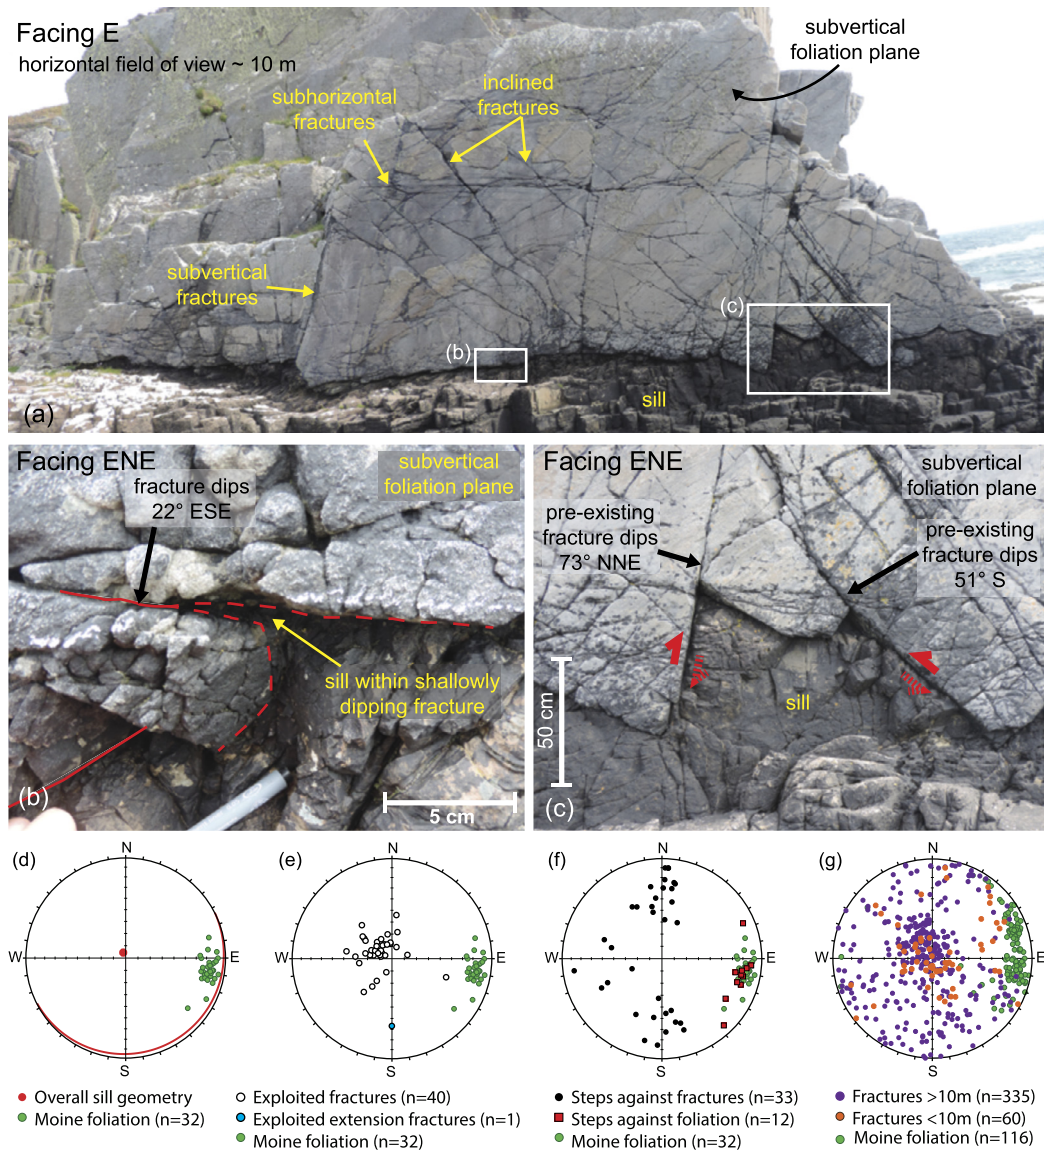 Facing E
horizontal field of view ~ 10 m
subvertical
foliation plane
inclined
fractures
subhorizontal
fractures
subvertical
fractures
(c)
(b)
sill
(a)
Facing ENE
fracture dips
22° ESE
subvertical
foliation plane
sill within shallowly
dipping fracture
(b)
5 cm
Facing ENE
subvertical
foliation plane
pre-existing
fracture dips
73° NNE
pre-existing
fracture dips
51° S
sill
50 cm
(c)
(d)
N
W
E
S
(e)
N
W
E
S
(f)
N
W
E
S
(g)
N
W
E
S
Overall sill geometry
Moine foliation (n=32)
Exploited fractures (n=40)
Exploited extension fractures (n=1)
Moine foliation (n=32)
Steps against fractures (n=33)
Steps against foliation (n=12)
Moine foliation (n=32)
Fractures >10m (n=335)
Fractures <10m (n=60)
Moine foliation (n=116)